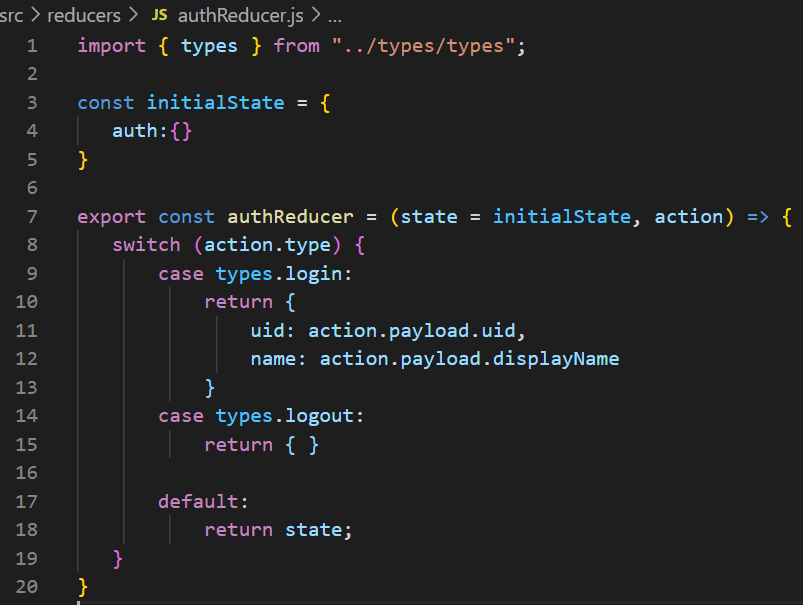 src > reducers > JS authReducer.js > ...
1 import { types } from "../types/types";
2
3 const initialState = {
4 auth:{}
5 }
6
7 export const authReducer = (state = initialState, action) => {
8 switch (action.type) {
9 case types.login:
10 return {
11 uid: action.payload.uid,
12 name: action.payload.displayName
13 }
14 case types.logout:
15 return { }
16
17 default:
18 return state;
19 }
20 }